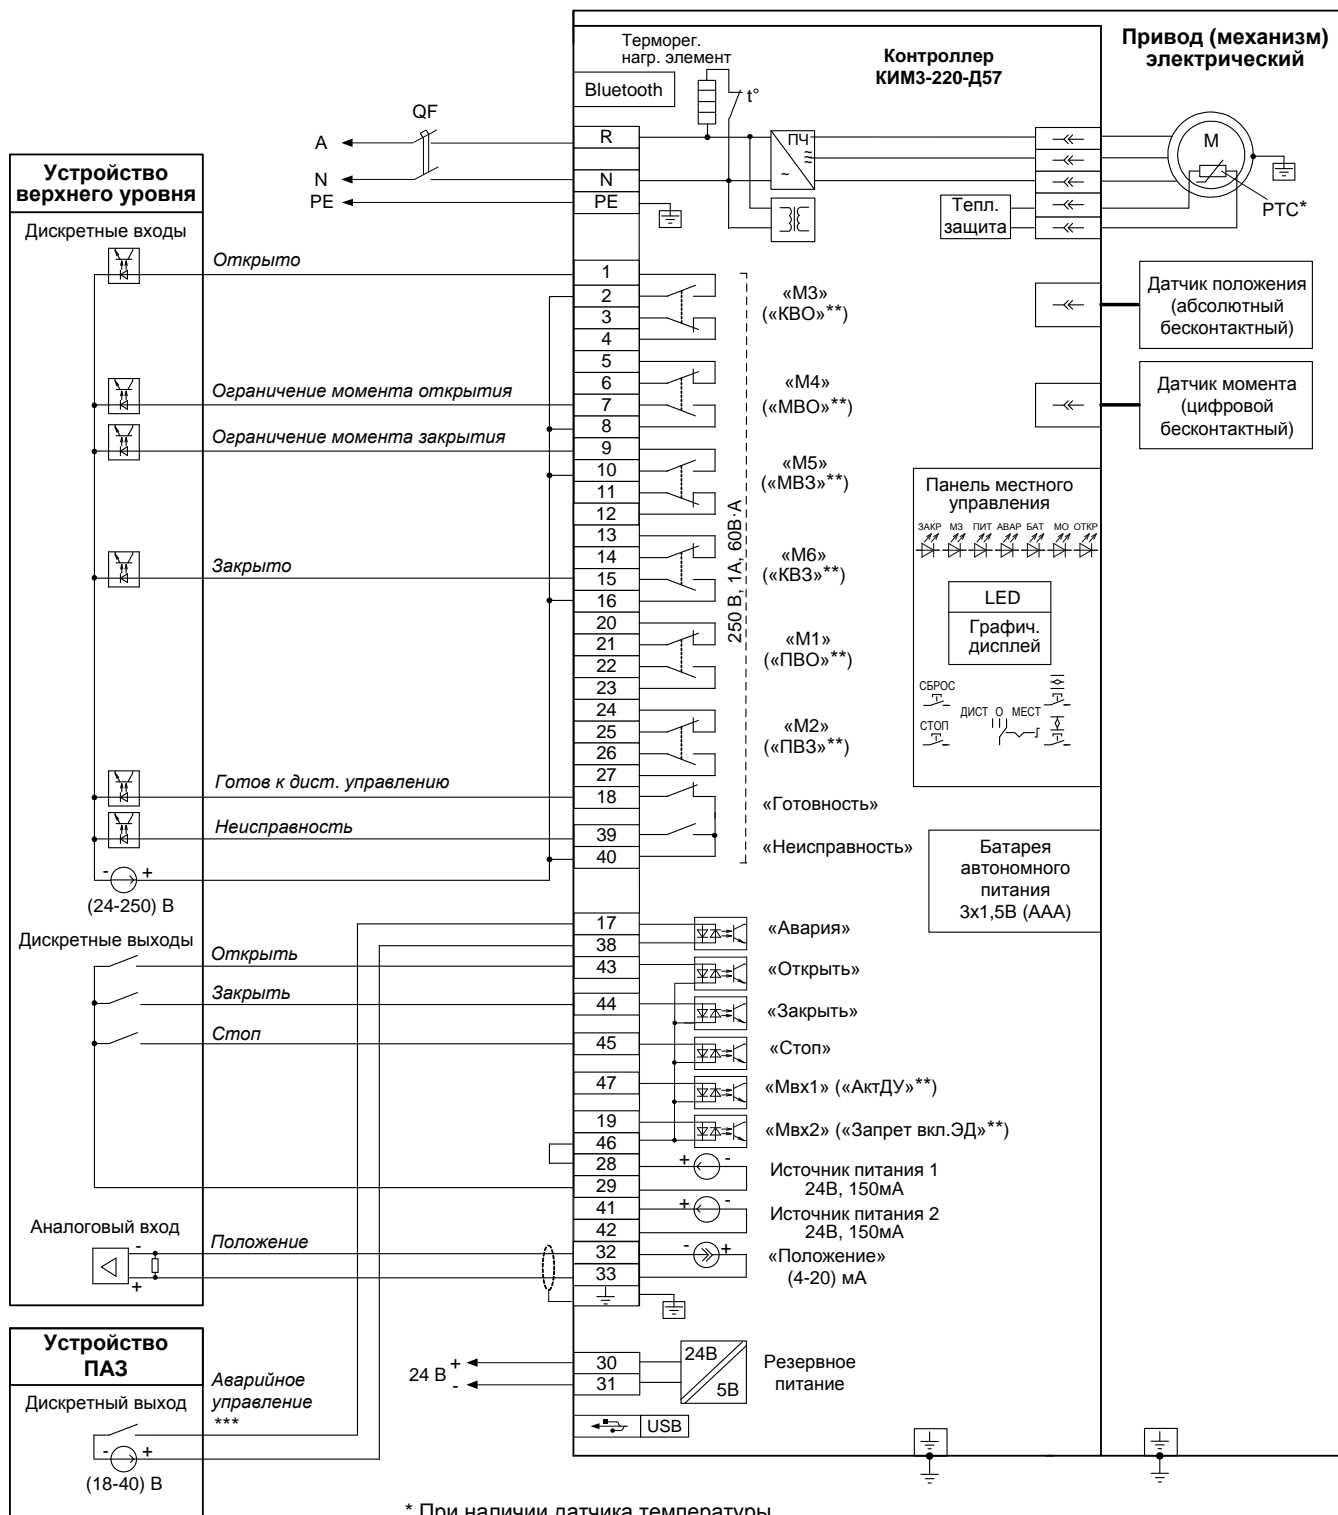 Привод (механизм)
электрический
Контроллер
КИМ3-220-Д57
Терморег.
нагр. элемент
Bluetooth
t°
QF
A
N
PE
R
N
PE
ПЧ
~
M
PTC*
Тепл.
защита
Устройство
верхнего уровня
Дискретные входы
Открыто
Ограничение момента открытия
Ограничение момента закрытия
Закрыто
Готов к дист. управлению
Неисправность
- +
(24-250) В
Дискретные выходы
Открыть
Закрыть
Стоп
Аналоговый вход
-
+
Положение
1
2
3
4
5
6
7
8
9
10
11
12
13
14
15
16
20
21
22
23
24
25
26
27
18
39
40
17
38
43
44
45
47
19
46
28
29
41
42
32
33
30
31
«М3»
(«КВО»**)
«М4»
(«МВО»**)
«М5»
(«МВЗ»**)
«М6»
(«КВЗ»**)
«М1»
(«ПВО»**)
«М2»
(«ПВЗ»**)
«Готовность»
«Неисправность»
250 В, 1А, 60В·А
«Авария»
«Открыть»
«Закрыть»
«Стоп»
«Мвх1» («АктДУ»**)
«Мвх2» («Запрет вкл.ЭД»**)
+ -
Источник питания 1
24В, 150мА
+ -
Источник питания 2
24В, 150мА
- +
«Положение»
(4-20) мА
24 В
+
-
24В
5В
Резервное
питание
USB
Датчик положения
(абсолютный
бесконтактный)
Датчик момента
(цифровой
бесконтактный)
Панель местного
управления
ЗАКР МЗ ПИТ АВАР БАТ МО ОТКР
LED
Графич.
дисплей
СБРОС
ДИСТ О МЕСТ
СТОП
Батарея
автономного
питания
3х1,5В (ААА)
Устройство
ПАЗ
Дискретный выход
- +
(18-40) В
Аварийное
управление
***
* При наличии датчика температуры